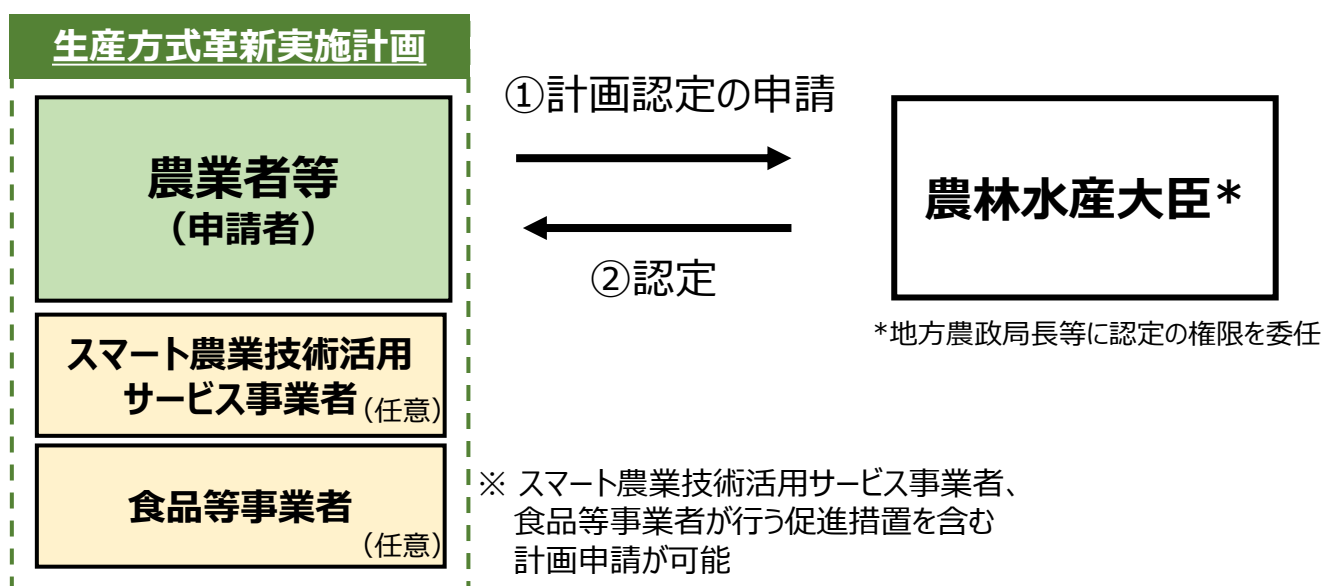 生産方式革新実施計画
農業者等
（申請者）
スマート農業技術活用
サービス事業者（任意）
食品等事業者
（任意）
①計画認定の申請
②認定
農林水産大臣*
*地方農政局長等に認定の権限を委任
※ スマート農業技術活用サービス事業者、
食品等事業者が行う促進措置を含む
計画申請が可能